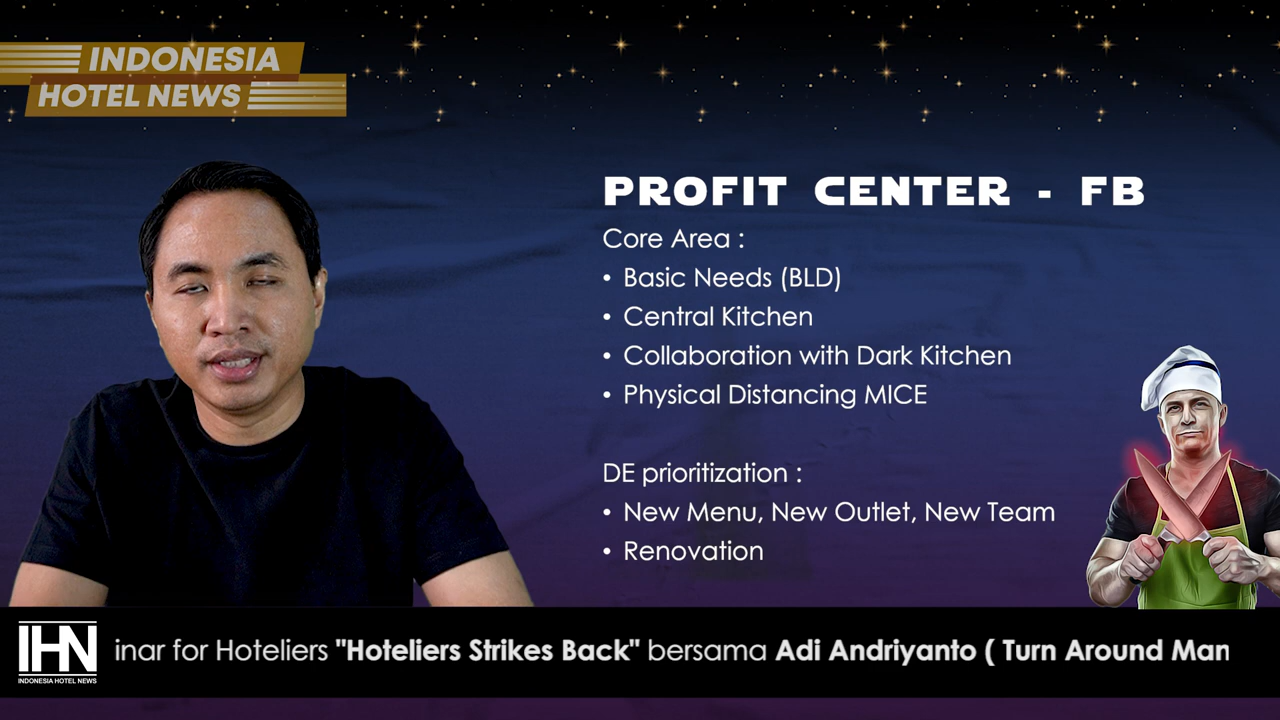 INDONESIA
HOTEL NEWS
PROFIT CENTER - FB
Core Area :
• Basic Needs (BLD)
• Central Kitchen
• Collaboration with Dark Kitchen
• Physical Distancing MICE
DE prioritization :
• New Menu, New Outlet, New Team
• Renovation
IHN
INDONESIA HOTEL NEWS
inar for Hoteliers "Hoteliers Strikes Back" bersama Adi Andriyanto ( Turn Around Man